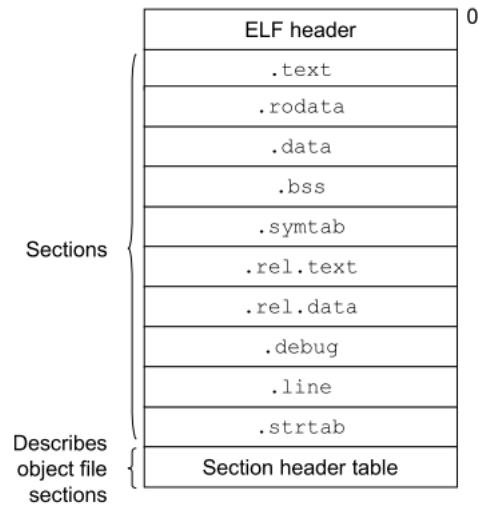 0
ELF header
.text
.rodata
.data
.bss
.symtab
Sections
.rel.text
.rel.data
.debug
.line
.strtab
Describes
object file
sections
Section header table